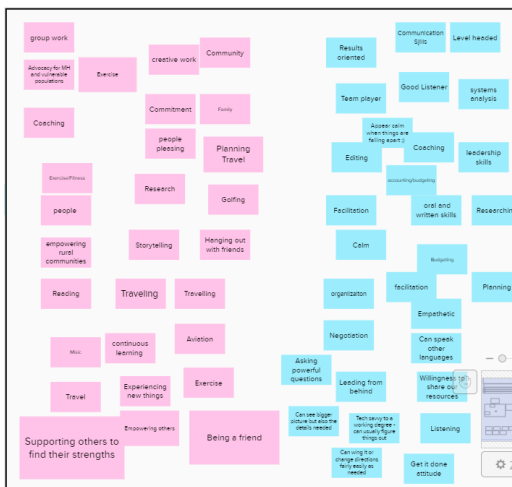 group work
Advocacy for MH
and vulnerable
populations
Exercise
creative work
Community
Coaching
Commitment
Family
people
pleasing
Planning
Travel
Exercise/Fitness
Research
people
Golfing
empowering
rural
communities
Storytelling
Hanging out
with friends
Reading
Traveling
Travelling
Music
continuous
learning
Aviation
Travel
Experiencing
new things
Exercise
Supporting others to
find their strengths
Empowering others
Being a friend
Results
oriented
Communication
Level headed
Team player
Good Listener
systems
analysis
Appear calm
when things are
falling apart ;)
Editing
Coaching
leadership
skills
accounting/budgeting
Facilitation
oral and
written skills
Researchin
Calm
Budgeting
organizaiton
facilitation
Planning
Empathetic
Negotiation
Can speak
other
languages
Asking
powerful
questions
Leading from
behind
Willingness to
share our
resources
Can see bigger
picture but also the
details needed
Tech savvy to a
working degree -
can usually figure
things out
Listening
Can wing it or
change directions
fairly easily as
needed
Get it done
attitude